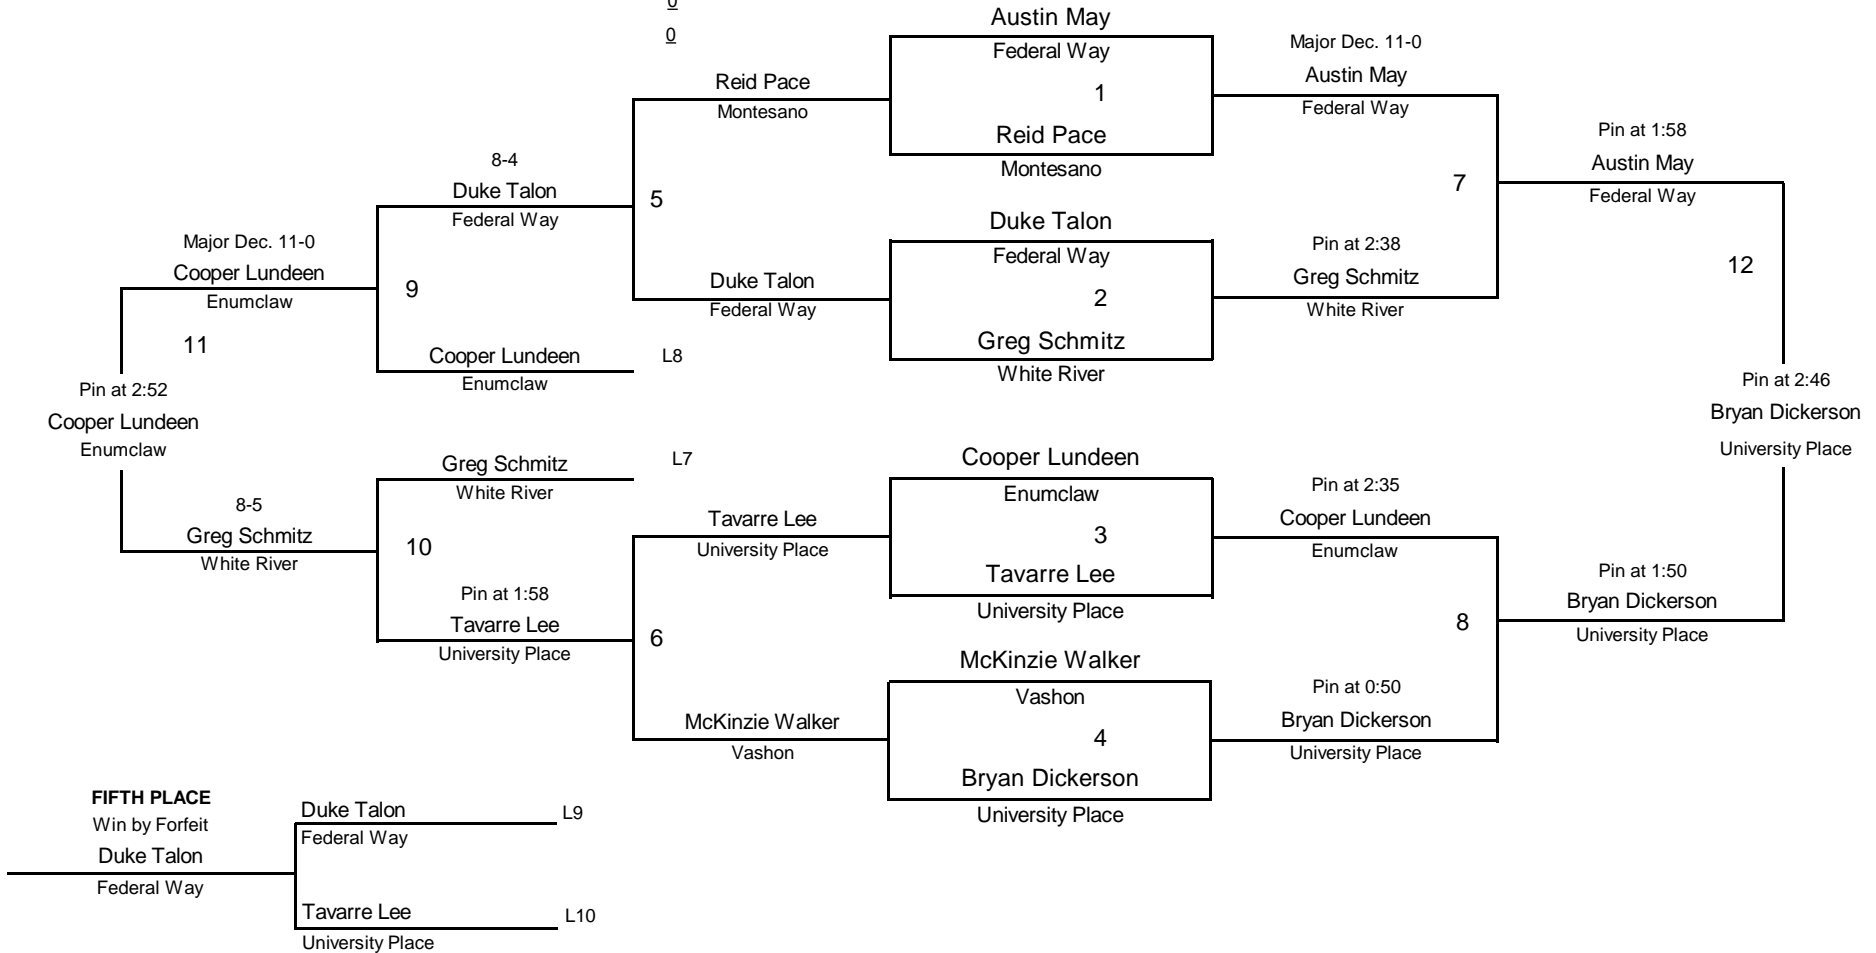 0
0
Austin May
Federal Way
1
Reid Pace
Montesano
Major Dec. 11-0
Austin May
Federal Way
Reid Pace
Montesano
Pin at 1:58
Austin May
Federal Way
7
8-4
Duke Talon
Federal Way
5
Duke Talon
Federal Way
2
Greg Schmitz
White River
Pin at 2:38
Greg Schmitz
White River
12
Major Dec. 11-0
Cooper Lundeen
Enumclaw
9
Duke Talon
Federal Way
11
Cooper Lundeen
Enumclaw
L8
Pin at 2:52
Cooper Lundeen
Enumclaw
Pin at 2:46
Bryan Dickerson
University Place
Greg Schmitz
White River
L7
Cooper Lundeen
Enumclaw
3
Tavarre Lee
University Place
Pin at 2:35
Cooper Lundeen
Enumclaw
8-5
Greg Schmitz
White River
10
Tavarre Lee
University Place
Pin at 1:58
Tavarre Lee
University Place
6
8
Pin at 1:50
Bryan Dickerson
University Place
McKinzie Walker
Vashon
4
Bryan Dickerson
University Place
Pin at 0:50
Bryan Dickerson
University Place
McKinzie Walker
Vashon
FIFTH PLACE
Win by Forfeit
Duke Talon
Federal Way
Duke Talon
Federal Way
L9
Tavarre Lee
University Place
L10